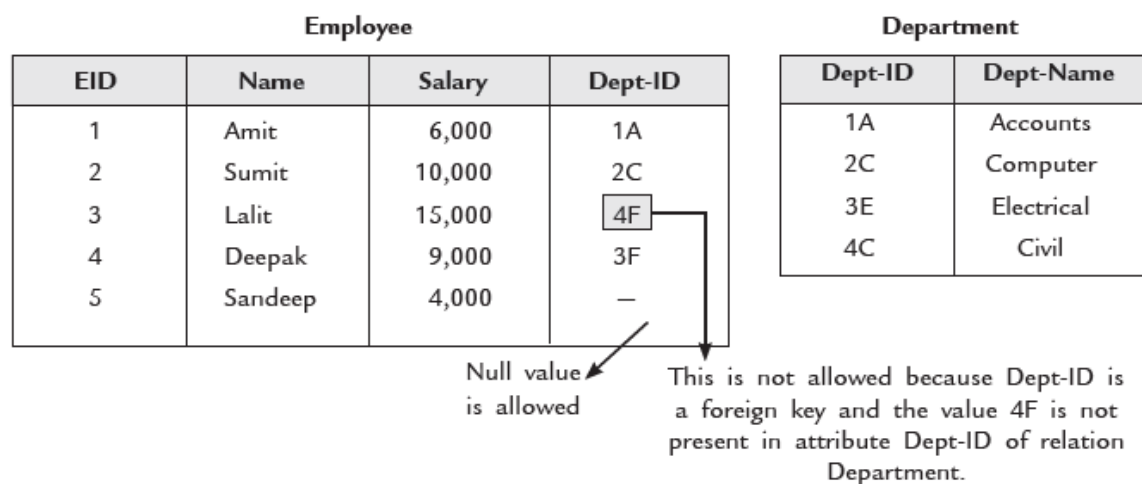 Employee
EID Name Salary Dept-ID
1 Amit 6,000 1A
2 Sumit 10,000 2C
3 Lalit 15,000 4F
4 Deepak 9,000 3F
5 Sandeep 4,000 –
Department
Dept-ID Dept-Name
1A Accounts
2C Computer
3E Electrical
4C Civil
Null value
is allowed
This is not allowed because Dept-ID is
a foreign key and the value 4F is not
present in attribute Dept-ID of relation
Department.